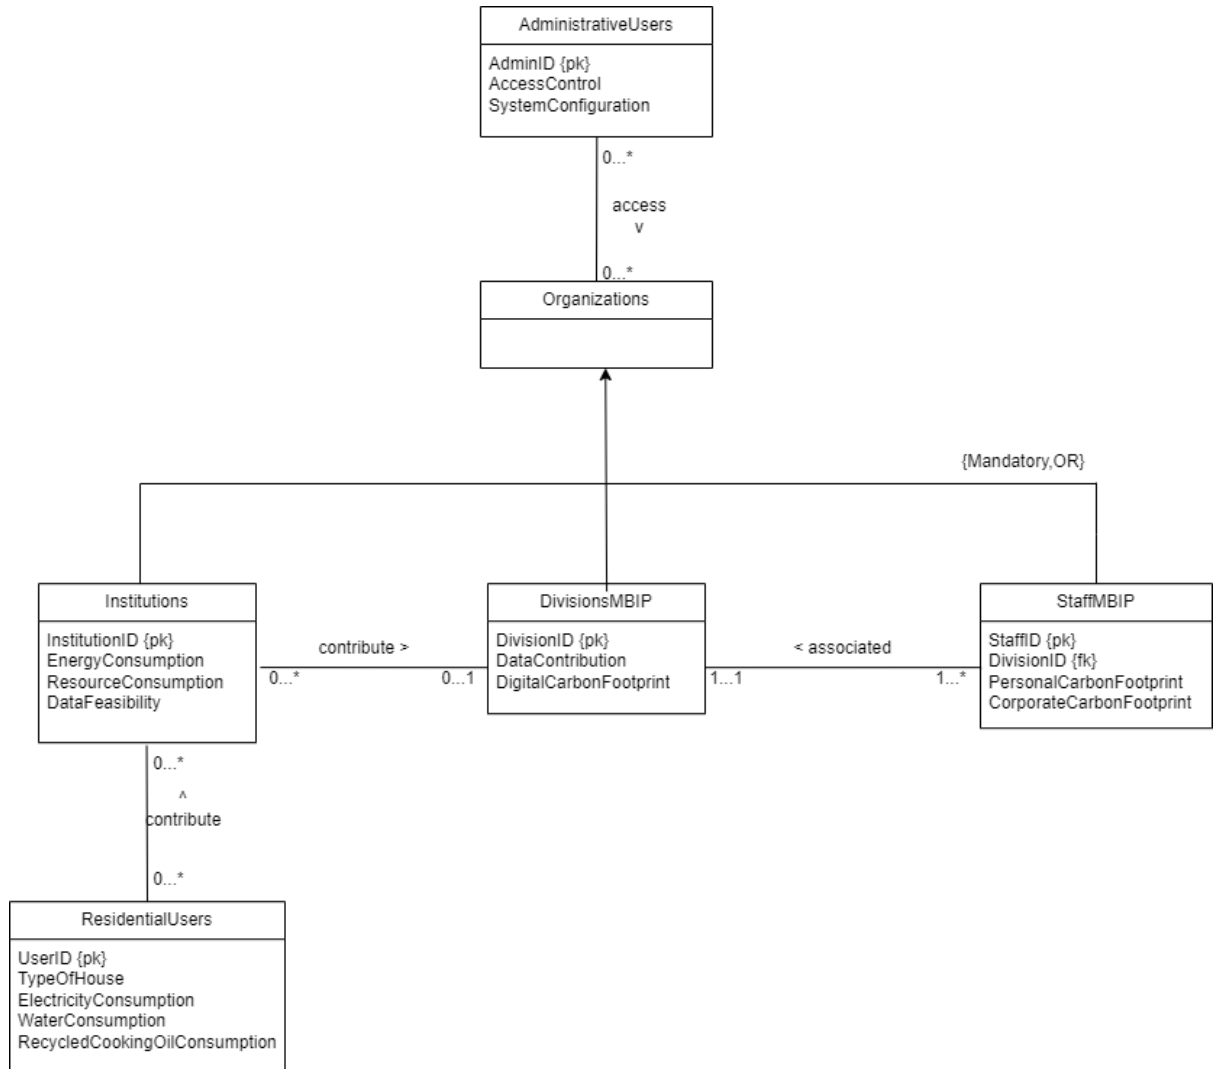 AdministrativeUsers
AdminID {pk}
AccessControl
SystemConfiguration
0...*
access
v
0...*
Organizations
{Mandatory,OR}
Institutions
InstitutionID {pk}
EnergyConsumption
ResourceConsumption
DataFeasibility
contribute >
0...*
0...1
DivisionsMBIP
DivisionID {pk}
DataContribution
DigitalCarbonFootprint
< associated
1...1
1...*
StaffMBIP
StaffID {pk}
DivisionID {fk}
PersonalCarbonFootprint
CorporateCarbonFootprint
0...*
^
contribute
0...*
ResidentialUsers
UserID {pk}
TypeOfHouse
ElectricityConsumption
WaterConsumption
RecycledCookingOilConsumption